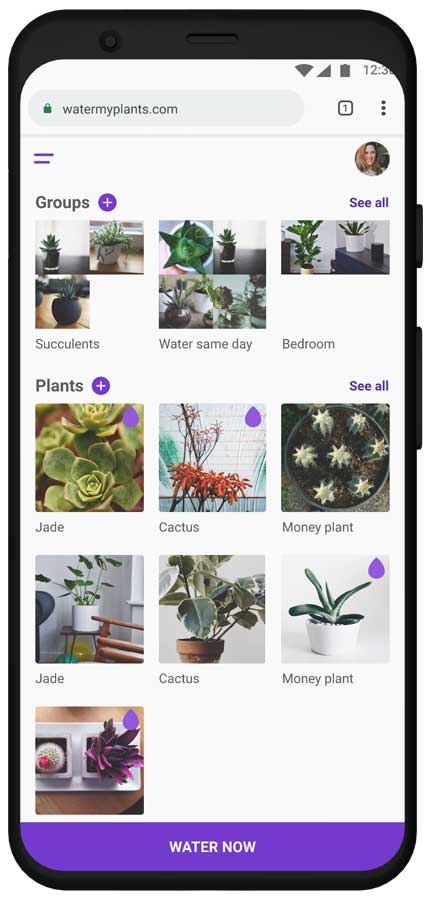 12:30
watermyplants.com
1
Groups
See all
Succulents
Water same day
Bedroom
Plants
See all
Jade
Cactus
Money plant
Jade
Cactus
Money plant
WATER NOW